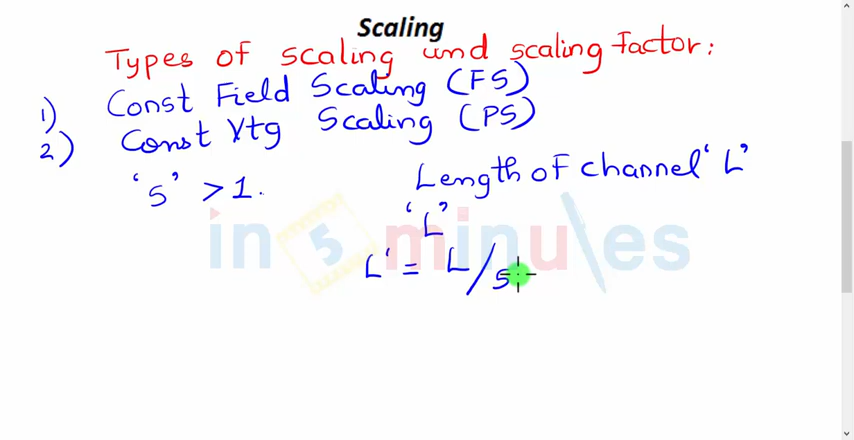 Scaling
Types of scaling und scaling factor:
1) Const Field Scaling (FS)
2) Const Vtg Scaling (PS)
'S' > 1. Length of channel 'L'
'L'
in 5 minutes
L' = L/S